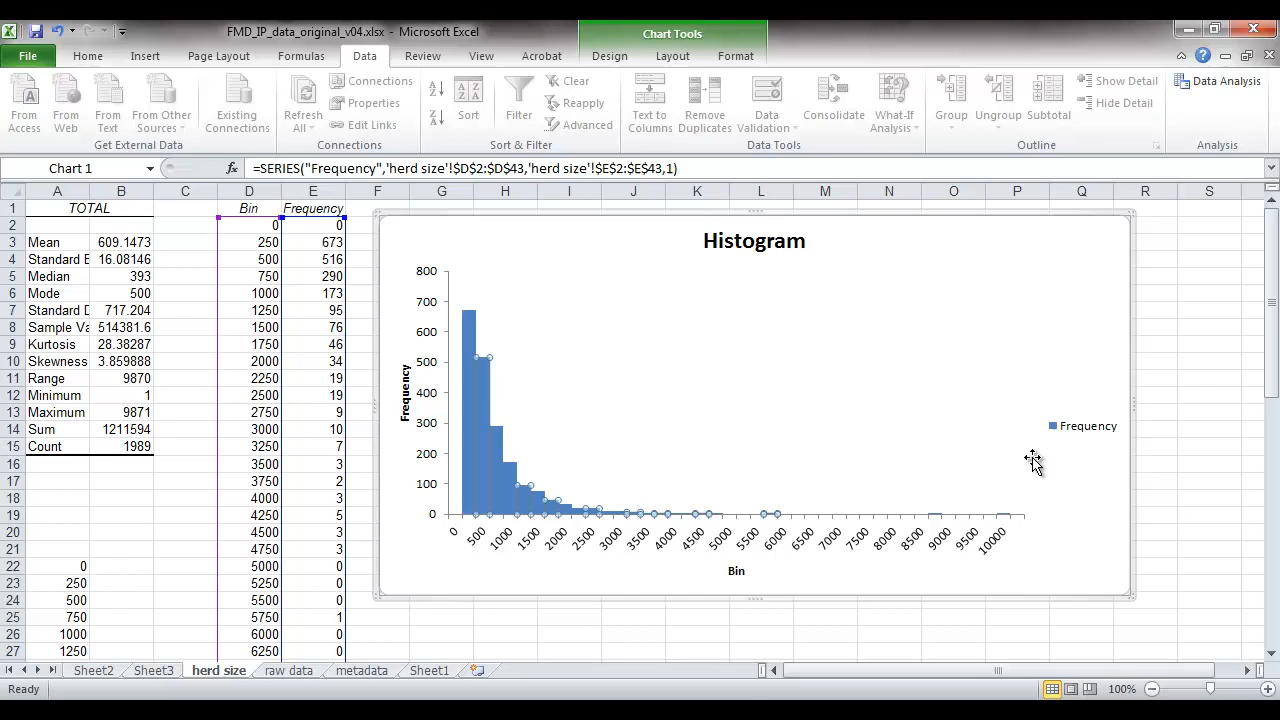 FMD_IP_data_original_v04.xlsx - Microsoft Excel
Chart Tools
File Home Insert Page Layout Formulas Data Review View Acrobat Design Layout Format
From Access
From Web
From Text
From Other Sources
Existing Connections
Get External Data
Refresh All
Connections
Properties
Edit Links
Connections
Sort
Filter
Clear
Reapply
Advanced
Sort & Filter
Text to Columns
Remove Duplicates
Data Validation
Consolidate
What-If Analysis
Data Tools
Group
Ungroup
Subtotal
Show Detail
Hide Detail
Outline
Data Analysis
Analysis
Chart 1 fx =SERIES("Frequency",'herd size'!$D$2:$D$43,'herd size'!$E$2:$E$43,1)
A B C D E F G H I J K L M N O P Q R S
1 TOTAL Bin Frequency
2 0 0
3 Mean 609.1473 250 673
4 Standard E 16.08146 500 516
5 Median 393 750 290
6 Mode 500 1000 173
7 Standard D 717.204 1250 95
8 Sample Va 514381.6 1500 76
9 Kurtosis 28.38287 1750 46
10 Skewness 3.859888 2000 34
11 Range 9870 2250 19
12 Minimum 1 2500 19
13 Maximum 9871 2750 9
14 Sum 1211594 3000 10
15 Count 1989 3250 7
16 3500 3
17 3750 2
18 4000 3
19 4250 5
20 4500 3
21 4750 3
22 0 5000 0
23 250 5250 0
24 500 5500 0
25 750 5750 1
26 1000 6000 0
27 1250 6250 0
Histogram
800
700
600
500
400
300
200
100
0
Frequency
0 500 1000 1500 2000 2500 3000 3500 4000 4500 5000 5500 6000 6500 7000 7500 8000 8500 9000 9500 10000
Bin
Frequency
Sheet2 Sheet3 herd size raw data metadata Sheet1
Ready 100%